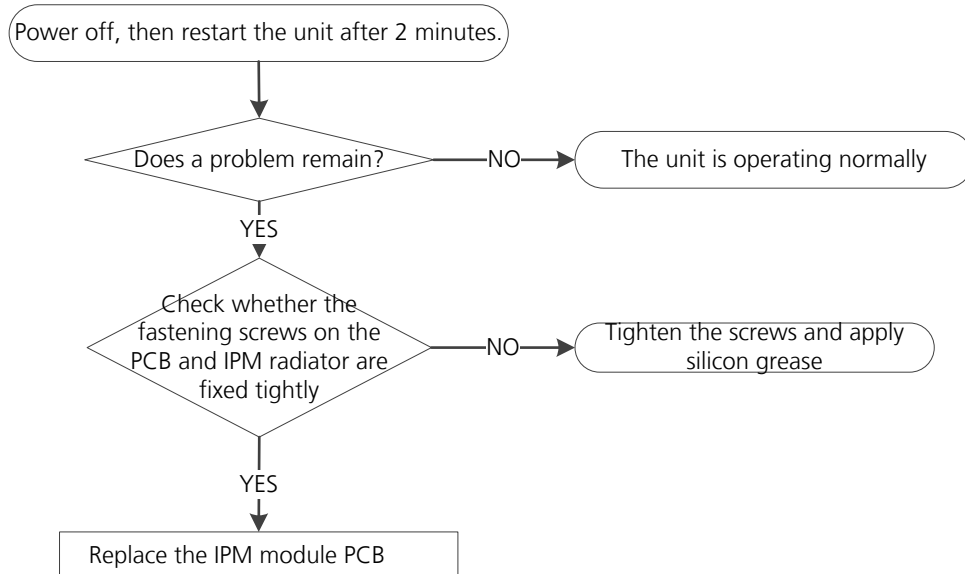 Power off, then restart the unit after 2 minutes.
Does a problem remain?
NO
The unit is operating normally
YES
Check whether the
fastening screws on the
PCB and IPM radiator are
fixed tightly
NO
Tighten the screws and apply
silicon grease
YES
Replace the IPM module PCB